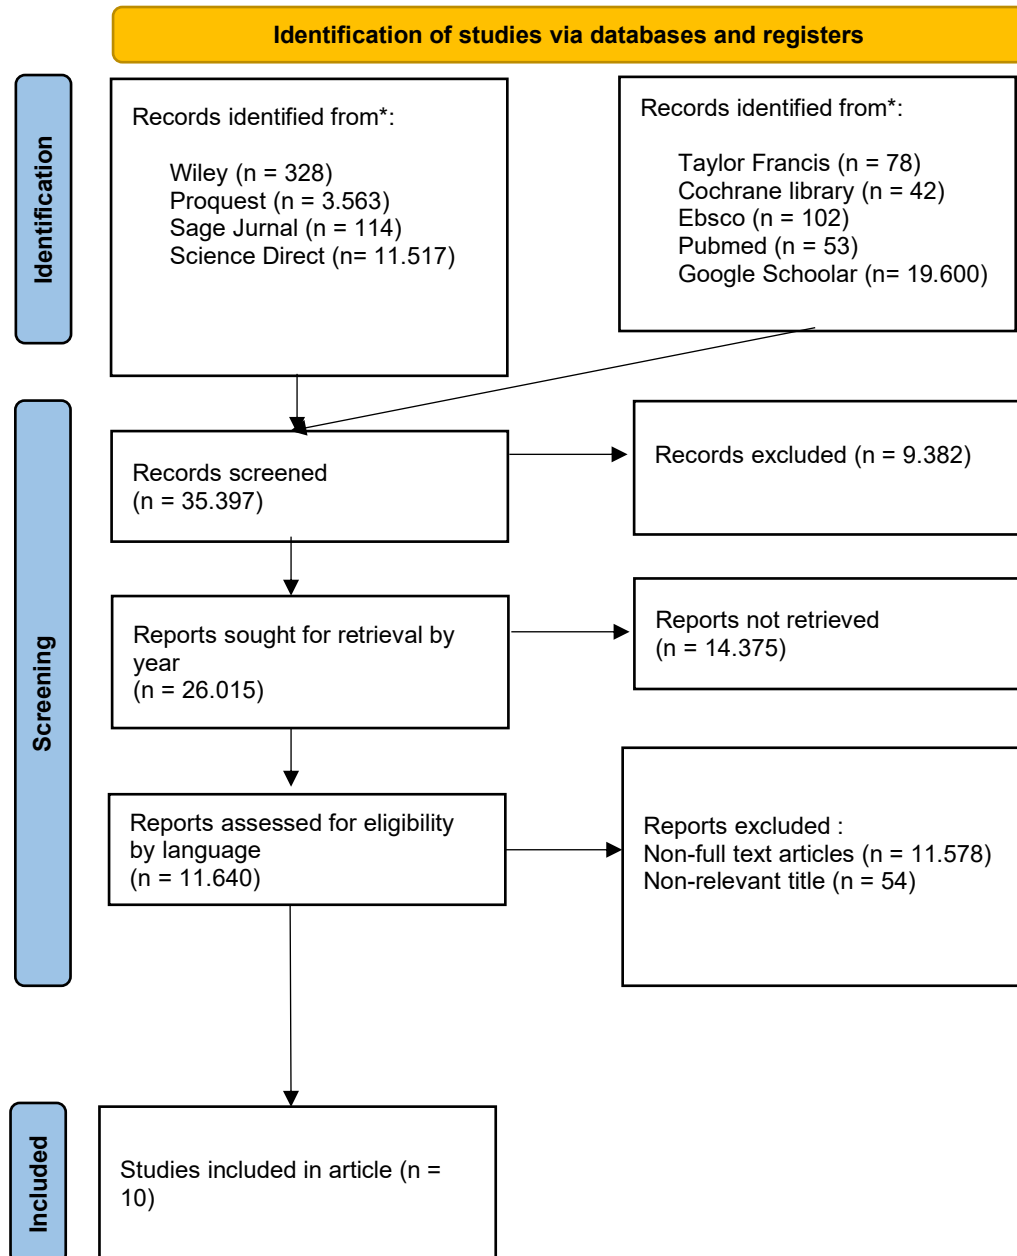 Identification of studies via databases and registers
Identification
Records identified from*:
Wiley (n = 328)
Proquest (n = 3.563)
Sage Jurnal (n = 114)
Science Direct (n= 11.517)
Records identified from*:
Taylor Francis (n = 78)
Cochrane library (n = 42)
Ebsco (n = 102)
Pubmed (n = 53)
Google Schoolar (n= 19.600)
Screening
Records screened
(n = 35.397)
Records excluded (n = 9.382)
Reports sought for retrieval by
year
(n = 26.015)
Reports not retrieved
(n = 14.375)
Reports assessed for eligibility
by language
(n = 11.640)
Reports excluded :
Non-full text articles (n = 11.578)
Non-relevant title (n = 54)
Included
Studies included in article (n =
10)